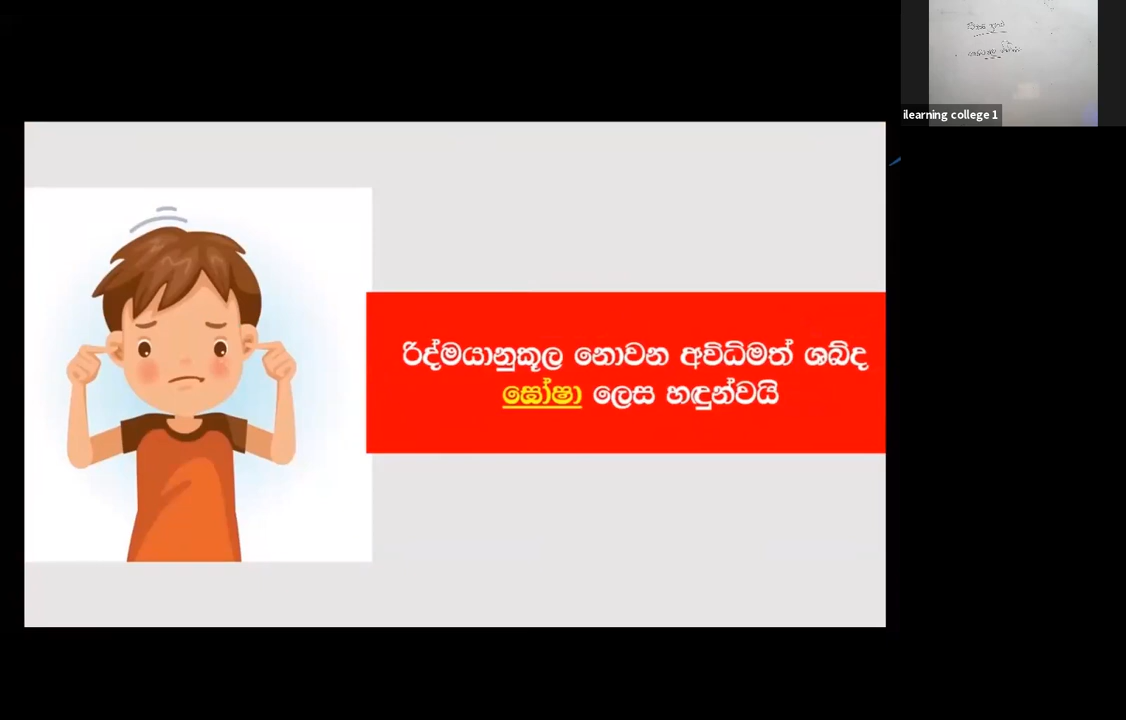 ilearning college 1
රිද්මයානුකූල නොවන අවිධිමත් ශබ්ද
ඝෝෂා ලෙස හඳුන්වයි